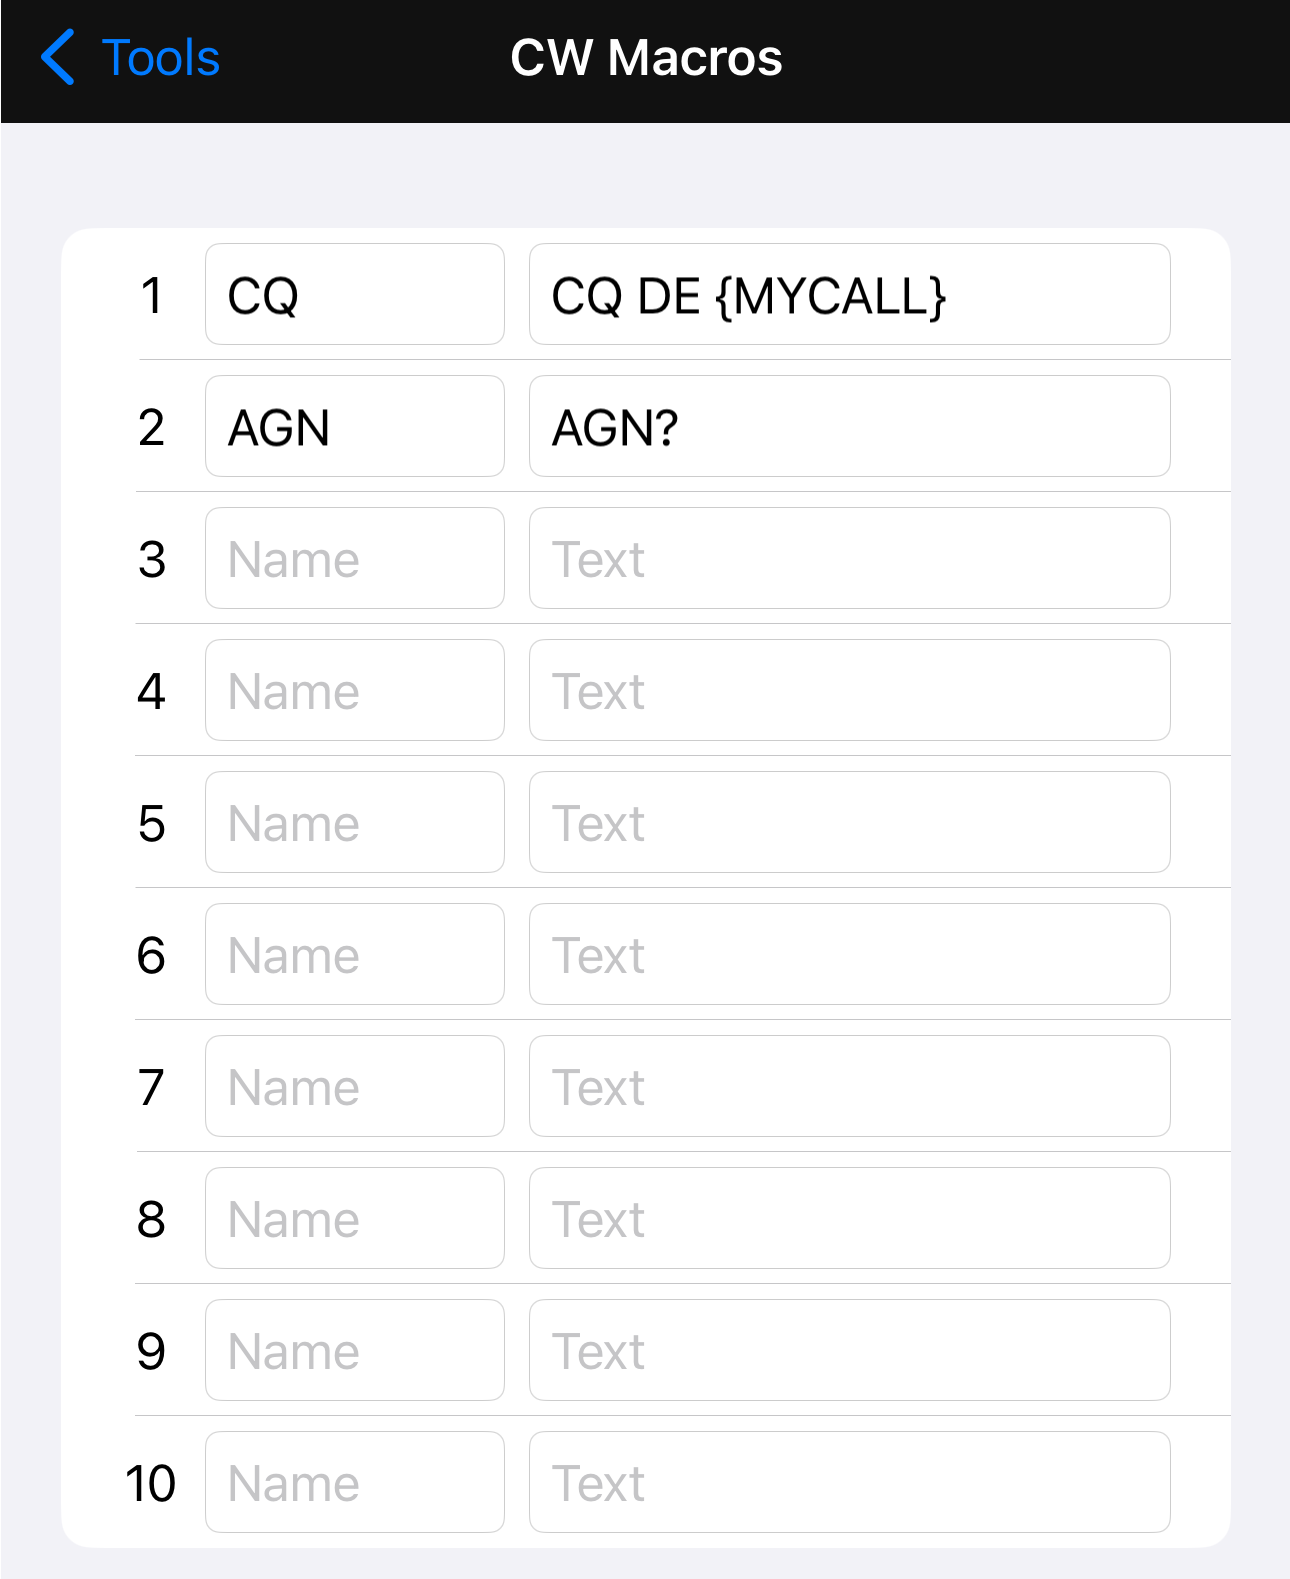 Tools CW Macros
1 CQ CQ DE {MYCALL}
2 AGN AGN?
3 Name Text
4 Name Text
5 Name Text
6 Name Text
7 Name Text
8 Name Text
9 Name Text
10 Name Text